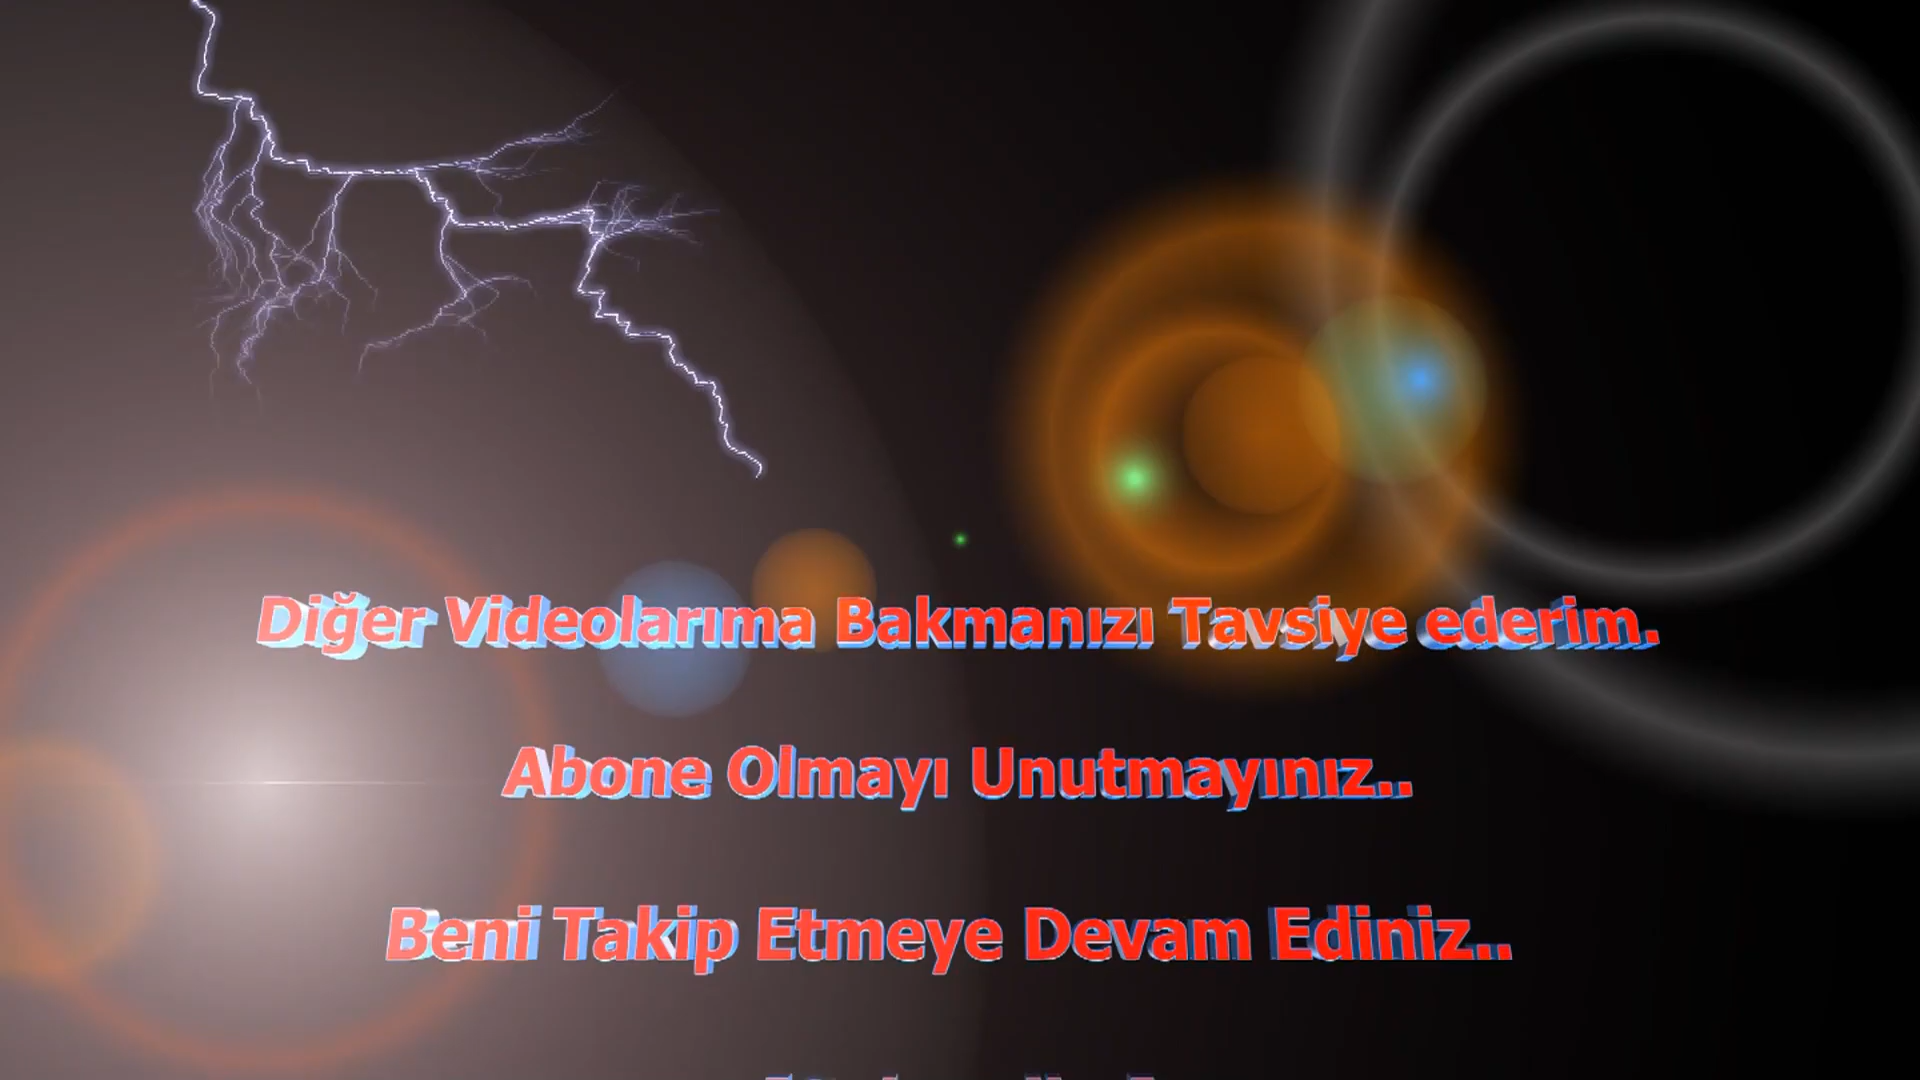 Diğer Videolarıma Bakmanızı Tavsiye ederim.
Abone Olmayı Unutmayınız..
Beni Takip Etmeye Devam Ediniz..